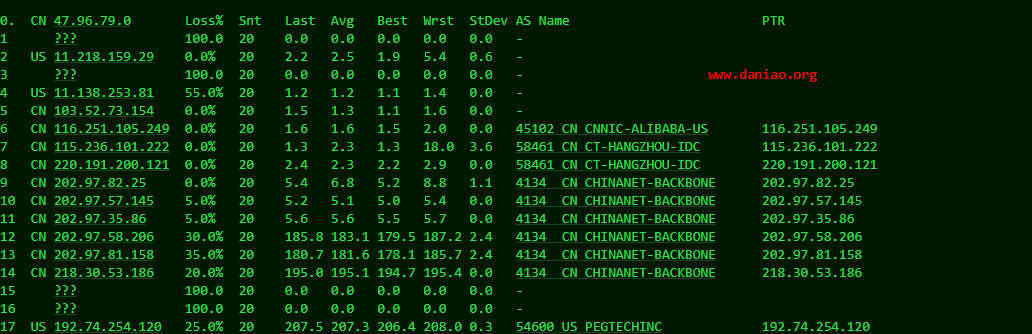 0. CN 47.96.79.0 Loss% Snt Last Avg Best Wrst StDev AS Name PTR
1 ??? 100.0 20 0.0 0.0 0.0 0.0 0.0 -
2 US 11.218.159.29 0.0% 20 2.2 2.5 1.9 5.4 0.6 -
3 ??? 100.0 20 0.0 0.0 0.0 0.0 0.0 - www.daniao.org
4 US 11.138.253.81 55.0% 20 1.2 1.2 1.1 1.4 0.0 -
5 CN 103.52.73.154 0.0% 20 1.5 1.3 1.1 1.6 0.0 -
6 CN 116.251.105.249 0.0% 20 1.6 1.6 1.5 2.0 0.0 45102 CN CNNIC-ALIBABA-US 116.251.105.249
7 CN 115.236.101.222 0.0% 20 1.3 2.3 1.3 18.0 3.6 58461 CN CT-HANGZHOU-IDC 115.236.101.222
8 CN 220.191.200.121 0.0% 20 2.4 2.3 2.2 2.9 0.0 58461 CN CT-HANGZHOU-IDC 220.191.200.121
9 CN 202.97.82.25 0.0% 20 5.4 6.8 5.2 8.8 1.1 4134 CN CHINANET-BACKBONE 202.97.82.25
10 CN 202.97.57.145 5.0% 20 5.2 5.1 5.0 5.4 0.0 4134 CN CHINANET-BACKBONE 202.97.57.145
11 CN 202.97.35.86 5.0% 20 5.6 5.6 5.5 5.7 0.0 4134 CN CHINANET-BACKBONE 202.97.35.86
12 CN 202.97.58.206 30.0% 20 185.8 183.1 179.5 187.2 2.4 4134 CN CHINANET-BACKBONE 202.97.58.206
13 CN 202.97.81.158 35.0% 20 180.7 181.6 178.1 185.7 2.4 4134 CN CHINANET-BACKBONE 202.97.81.158
14 CN 218.30.53.186 20.0% 20 195.0 195.1 194.7 195.4 0.0 4134 CN CHINANET-BACKBONE 218.30.53.186
15 ??? 100.0 20 0.0 0.0 0.0 0.0 0.0 -
16 ??? 100.0 20 0.0 0.0 0.0 0.0 0.0 -
17 US 192.74.254.120 25.0% 20 207.5 207.3 206.4 208.0 0.3 54600 US PEGTECHINC 192.74.254.120